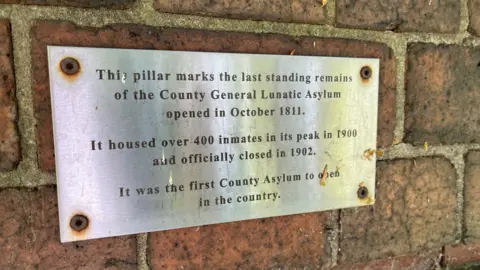 This pillar marks the last standing remains
of the County General Lunatic Asylum
opened in October 1811.
It housed over 400 inmates in its peak in 1900
and officially closed in 1902.
It was the first County Asylum to open
in the country.